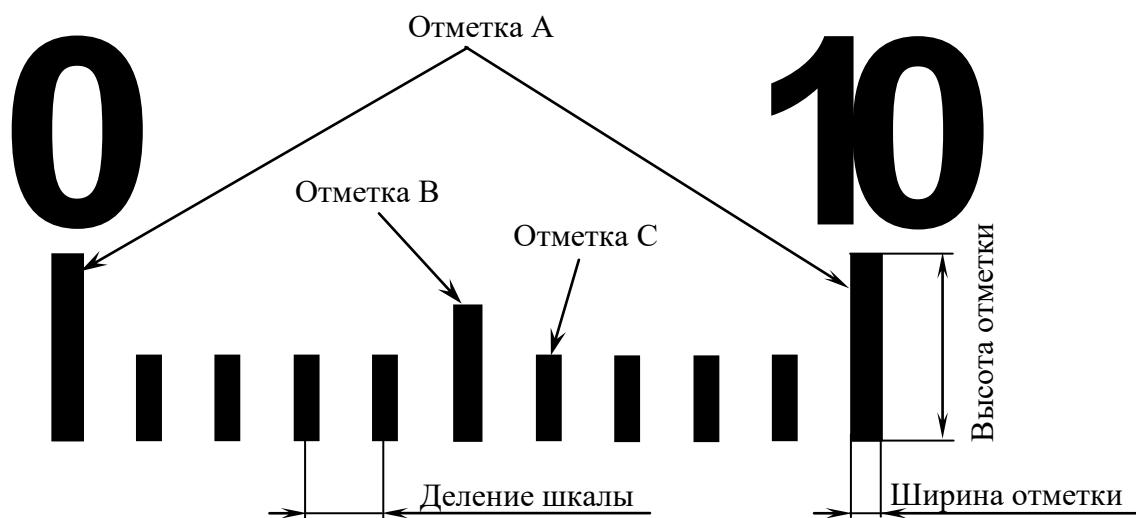 Отметка А
0
10
Отметка В
Отметка С
Высота отметки
Деление шкалы
Ширина отметки